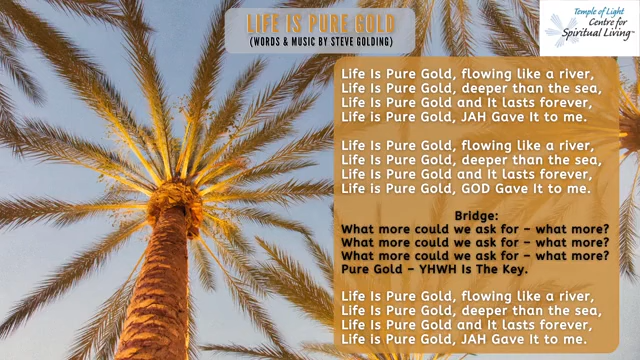 LIFE IS PURE GOLD
(WORDS & MUSIC BY STEVE GOLDING)
Temple of Light
Centre for
Spiritual Living™
Life Is Pure Gold, flowing like a river,
Life Is Pure Gold, deeper than the sea,
Life Is Pure Gold and It lasts forever,
Life is Pure Gold, JAH Gave It to me.
Life Is Pure Gold, flowing like a river,
Life Is Pure Gold, deeper than the sea,
Life Is Pure Gold and It lasts forever,
Life is Pure Gold, GOD Gave It to me.
Bridge:
What more could we ask for – what more?
What more could we ask for – what more?
What more could we ask for – what more?
Pure Gold – YHWH Is The Key.
Life Is Pure Gold, flowing like a river,
Life Is Pure Gold, deeper than the sea,
Life Is Pure Gold and It lasts forever,
Life is Pure Gold, JAH Gave It to me.